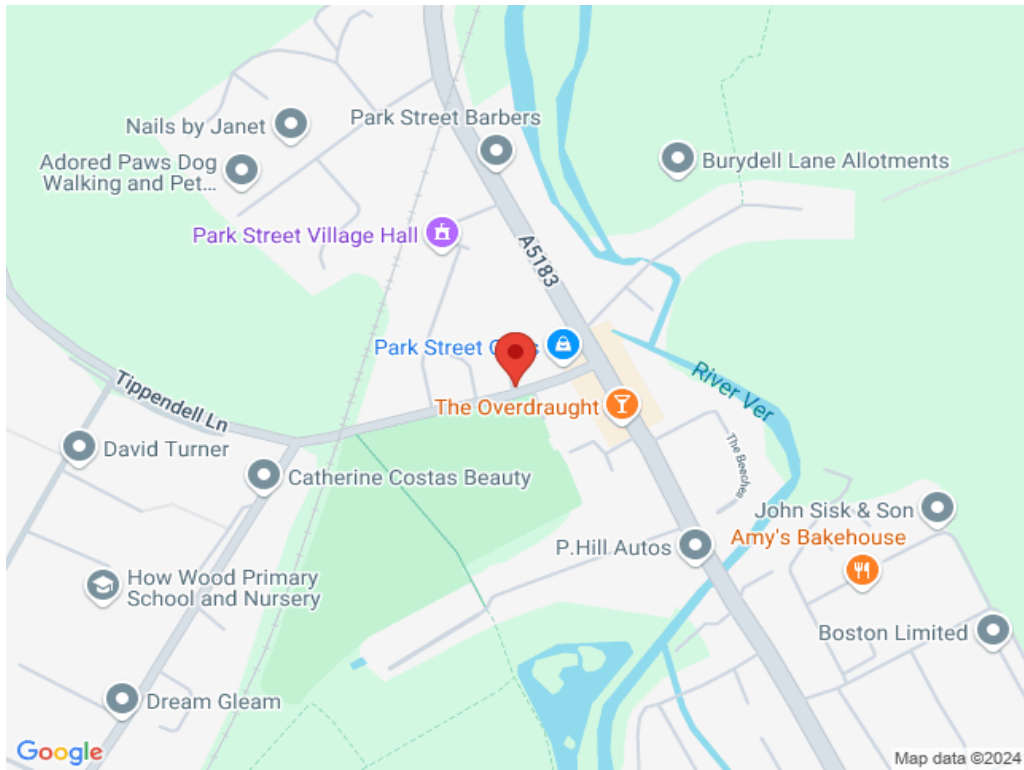 Park Street Barbers
Nails by Janet
Adored Paws Dog
Walking and Pet...
Burydell Lane Allotments
Park Street Village Hall
A5183
Park Street
The Overdraught
River Ver
Tippendell Ln
David Turner
Catherine Costas Beauty
The Beeches
John Sisk & Son
Amy's Bakehouse
P.Hill Autos
How Wood Primary
School and Nursery
Boston Limited
Dream Gleam
Google
Map data ©2024